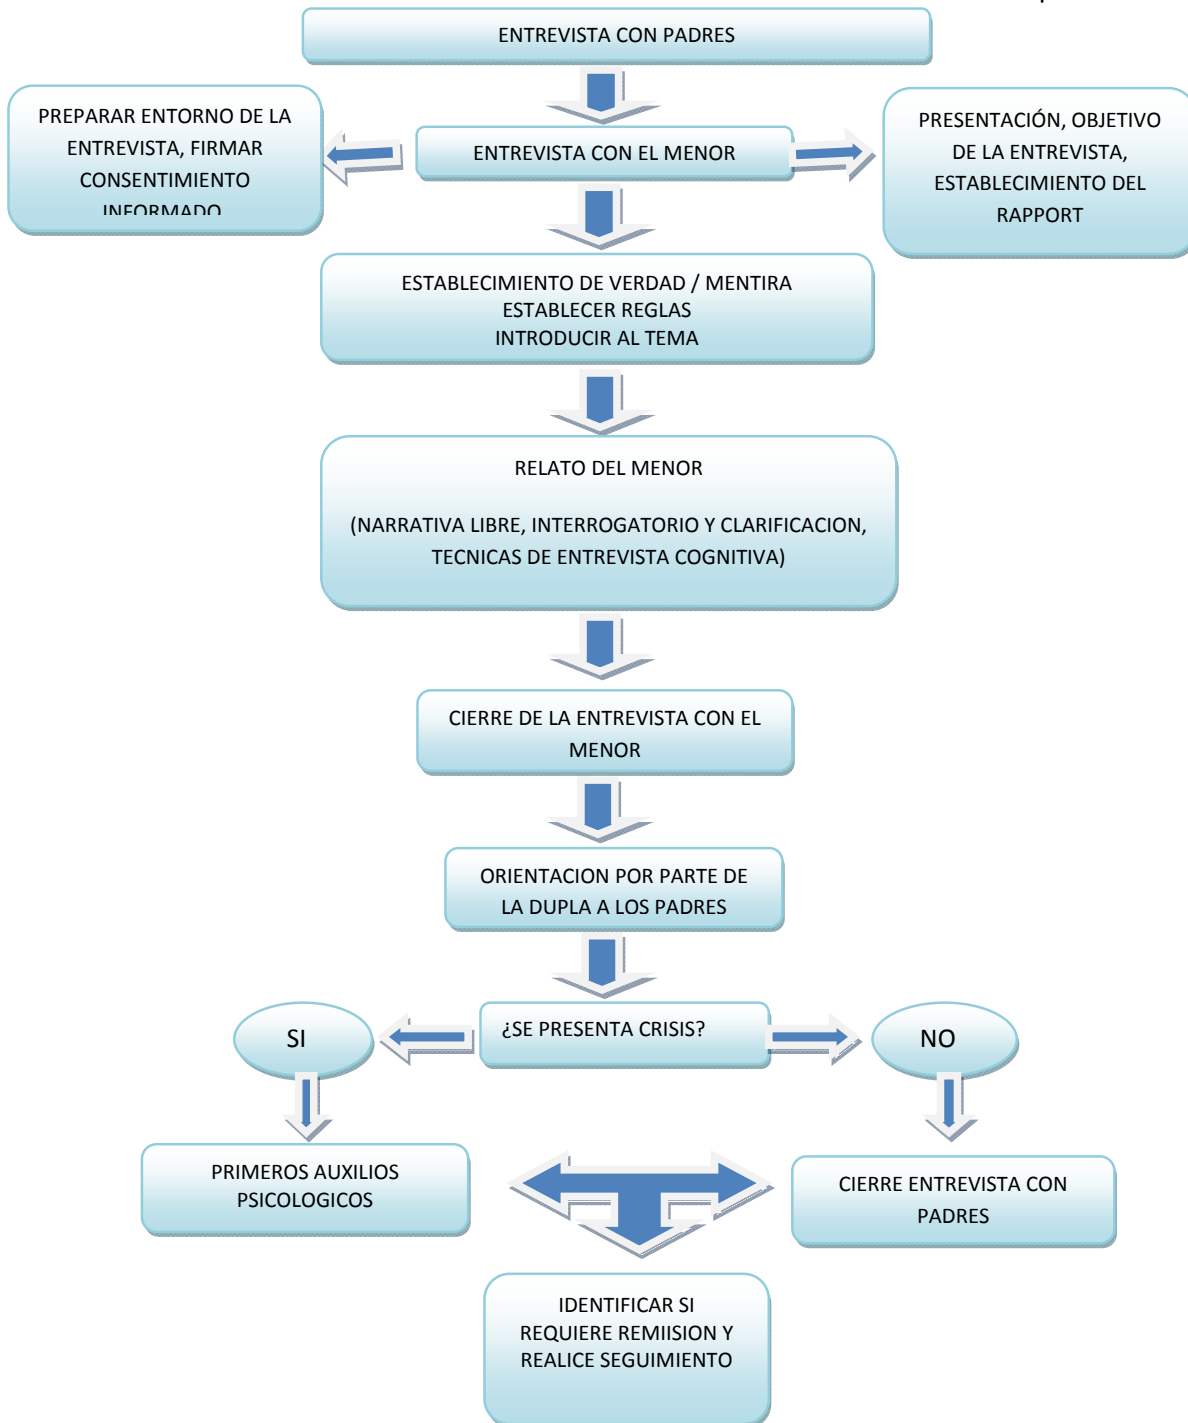 ENTREVISTA CON PADRES
PREPARAR ENTORNO DE LA
ENTREVISTA, FIRMAR
CONSENTIMIENTO
INFORMADO
ENTREVISTA CON EL MENOR
PRESENTACIÓN, OBJETIVO
DE LA ENTREVISTA,
ESTABLECIMIENTO DEL
RAPPORT
ESTABLECIMIENTO DE VERDAD / MENTIRA
ESTABLECER REGLAS
INTRODUCIR AL TEMA
RELATO DEL MENOR
(NARRATIVA LIBRE, INTERROGATORIO Y CLARIFICACION,
TECNICAS DE ENTREVISTA COGNITIVA)
CIERRE DE LA ENTREVISTA CON EL
MENOR
ORIENTACION POR PARTE DE
LA DUPLA A LOS PADRES
¿SE PRESENTA CRISIS?
SI
NO
PRIMEROS AUXILIOS
PSICOLOGICOS
CIERRE ENTREVISTA CON
PADRES
IDENTIFICAR SI
REQUIERE REMIISION Y
REALICE SEGUIMIENTO